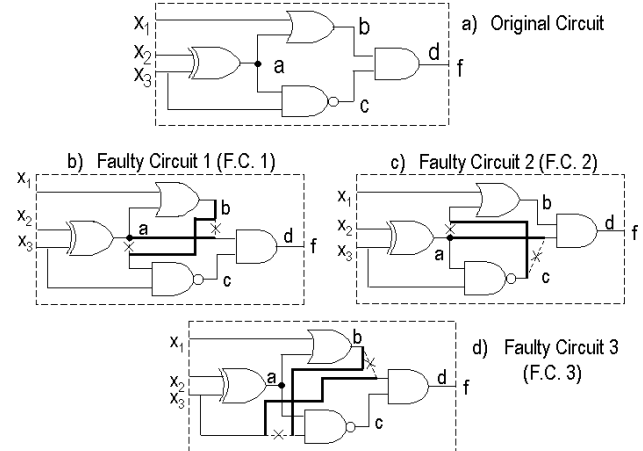 a) Original Circuit
x1
x2
x3
a
b
c
d
f
b) Faulty Circuit 1 (F.C. 1)
x1
x2
x3
a
b
c
d
f
c) Faulty Circuit 2 (F.C. 2)
x1
x2
x3
a
b
c
d
f
d) Faulty Circuit 3
(F.C. 3)
x1
x2
x3
a
b
c
d
f